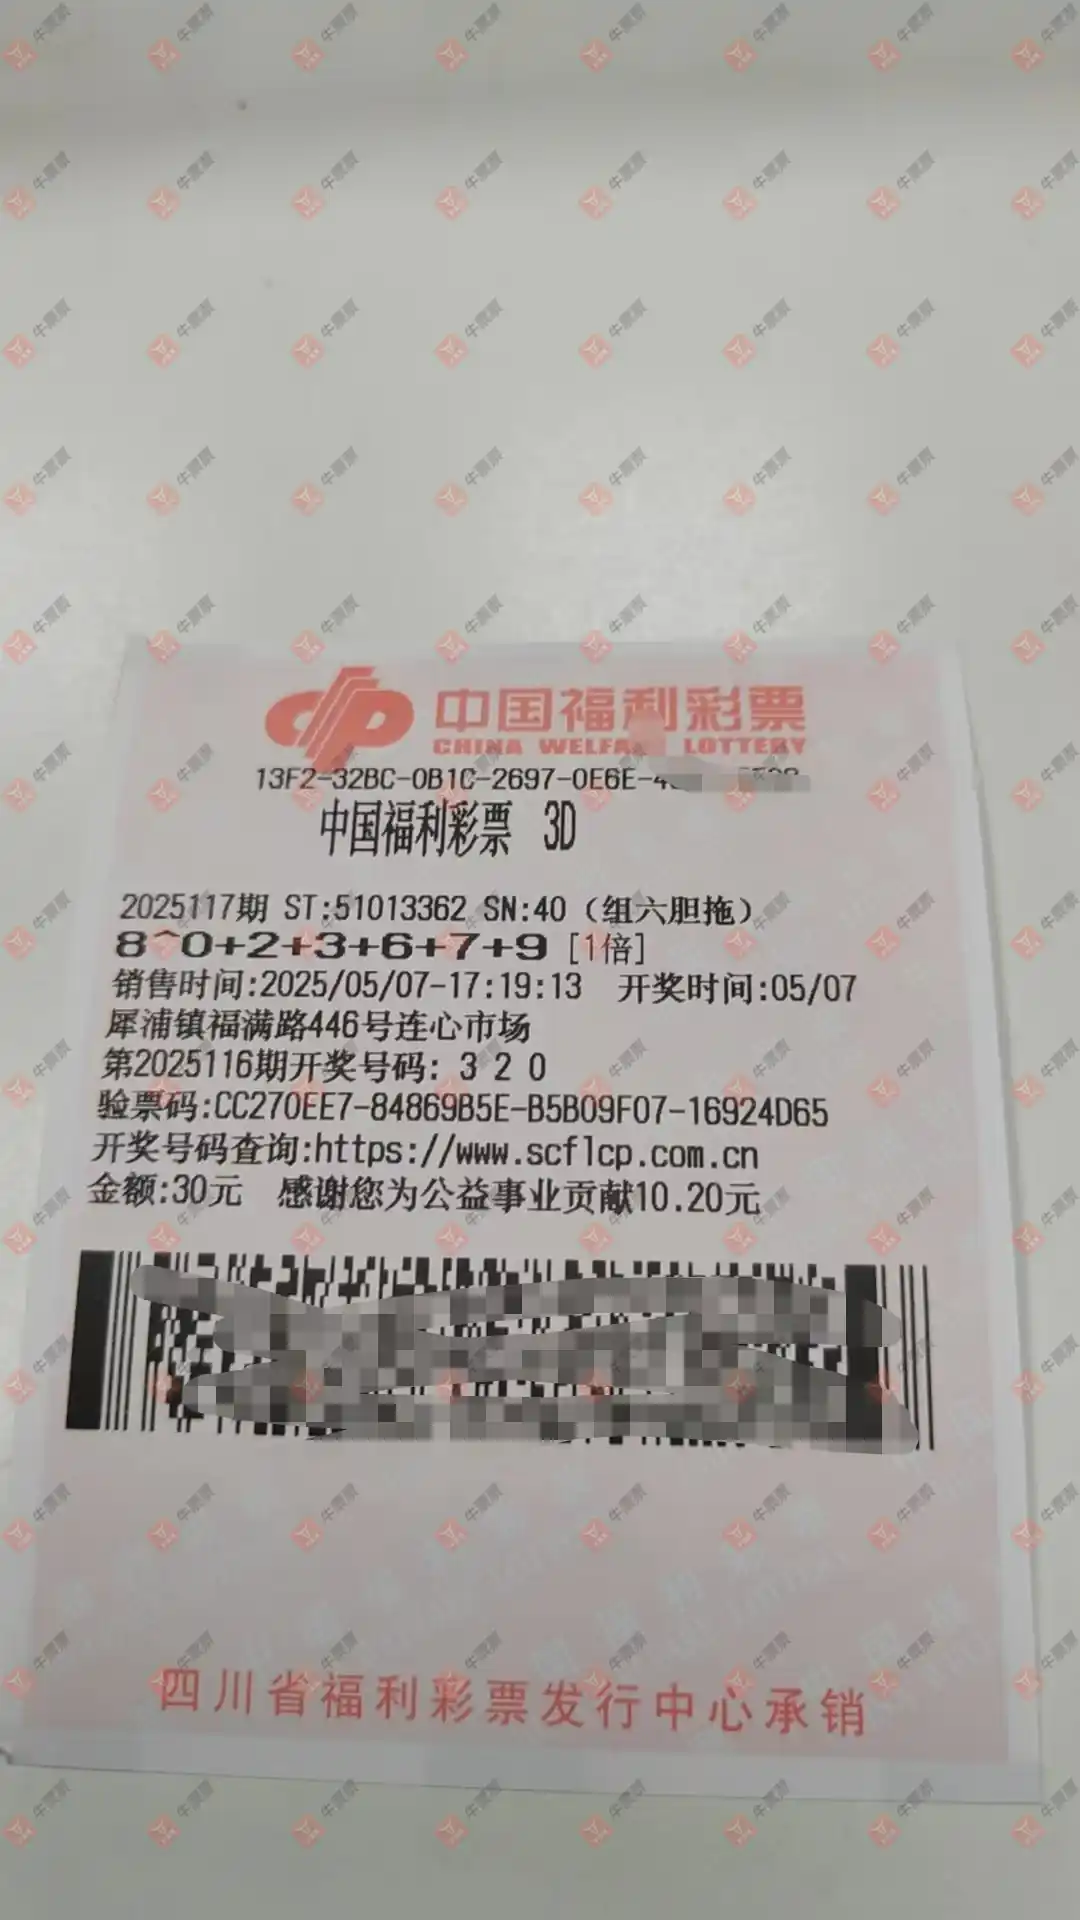 中国福利彩票
CHINA WELFA LOTTERY
13F2-32BC-0B1C-2697-0E6E-4
中国福利彩票 3D
2025117期 ST:51013362 SN:40（组六胆拖）
8^0+2+3+6+7+9 [1倍]
销售时间:2025/05/07-17:19:13 开奖时间:05/07
犀浦镇福满路446号连心市场
第2025116期开奖号码: 3 2 0
验票码:CC270EE7-84869B5E-B5B09F07-16924D65
开奖号码查询:https://www.scflcp.com.cn
金额:30元 感谢您为公益事业贡献10.20元
四川省福利彩票发行中心承销
牛票票